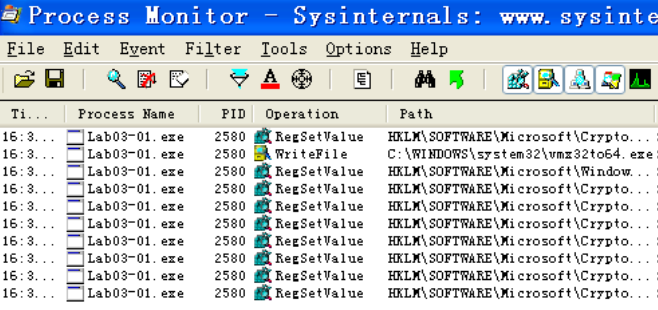 Process Monitor - Sysinternals: www.sysinte
File Edit Event Filter Tools Options Help
Ti... Process Name PID Operation Path
16:3... Lab03-01.exe 2580 RegSetValue HKLM\SOFTWARE\Microsoft\Crypto...
16:3... Lab03-01.exe 2580 WriteFile C:\WINDOWS\system32\vmx32to64.exe
16:3... Lab03-01.exe 2580 RegSetValue HKLM\SOFTWARE\Microsoft\Window...
16:3... Lab03-01.exe 2580 RegSetValue HKLM\SOFTWARE\Microsoft\Crypto...
16:3... Lab03-01.exe 2580 RegSetValue HKLM\SOFTWARE\Microsoft\Crypto...
16:3... Lab03-01.exe 2580 RegSetValue HKLM\SOFTWARE\Microsoft\Crypto...
16:3... Lab03-01.exe 2580 RegSetValue HKLM\SOFTWARE\Microsoft\Crypto...
16:3... Lab03-01.exe 2580 RegSetValue HKLM\SOFTWARE\Microsoft\Crypto...
16:3... Lab03-01.exe 2580 RegSetValue HKLM\SOFTWARE\Microsoft\Crypto...
16:3... Lab03-01.exe 2580 RegSetValue HKLM\SOFTWARE\Microsoft\Crypto...